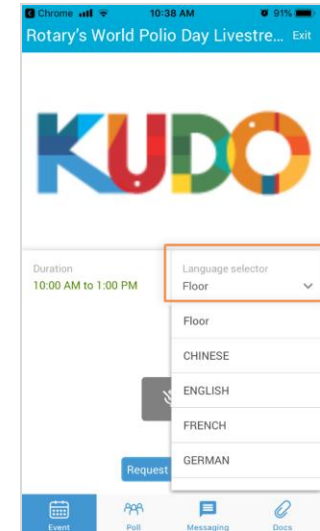 Chrome 10:38 AM 91%
Rotary's World Polio Day Livestre... Exit
KUDO
Duration Language selector
10:00 AM to 1:00 PM Floor
Floor
CHINESE
ENGLISH
FRENCH
GERMAN
Request
Event Poll Messaging Docs